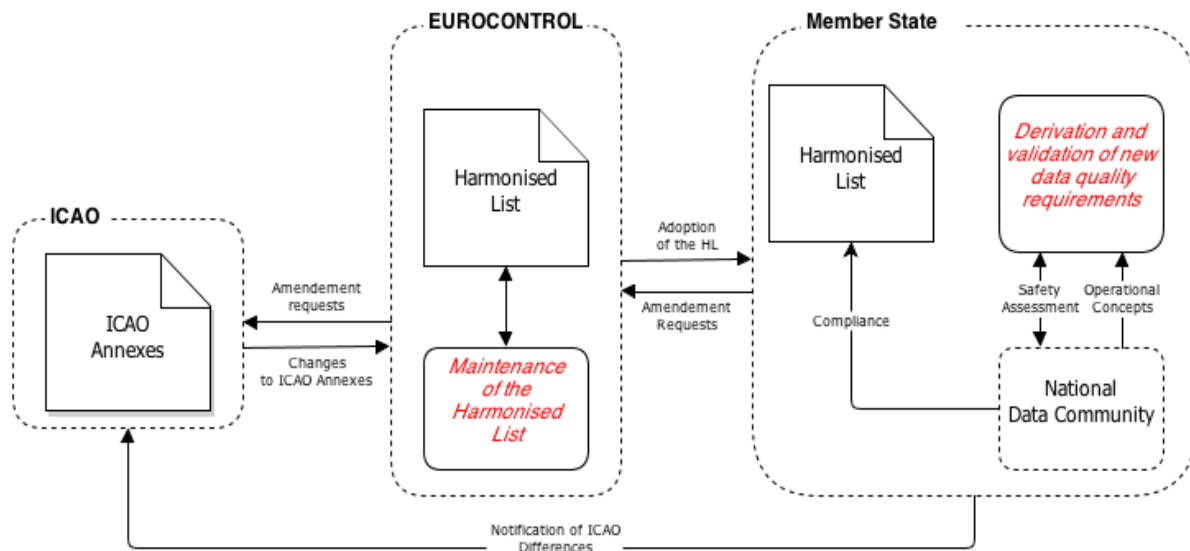 EUROCONTROL
Member State
ICAO
Harmonised
List
Harmonised
List
Derivation and
validation of new
data quality
requirements
ICAO
Annexes
Amendement
requests
Changes
to ICAO Annexes
Maintenance
of the
Harmonised
List
Adoption
of the HL
Amendement
Requests
Compliance
Safety
Assessment
Operational
Concepts
National
Data Community
Notification of ICAO
Differences